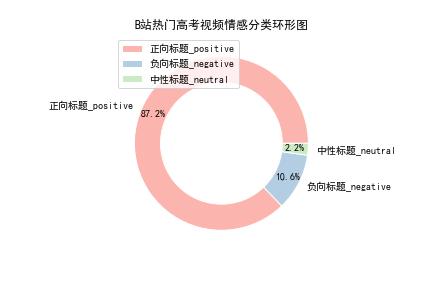 B站热门高考视频情感分类环形图
正向标题_positive
负向标题_negative
中性标题_neutral
正向标题_positive
87.2%
2.2%
中性标题_neutral
10.6%
负向标题_negative